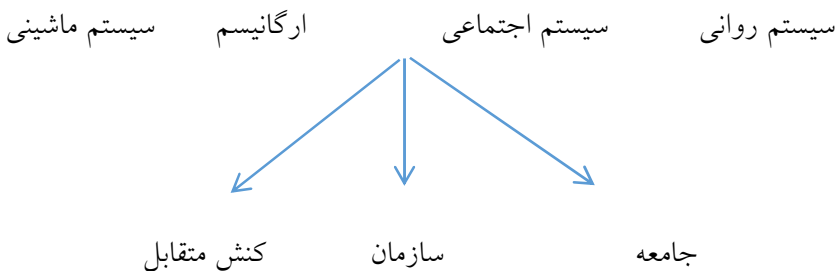 سیستم روانی سیستم اجتماعی ارگانیسم سیستم ماشینی
جامعه سازمان کنش متقابل